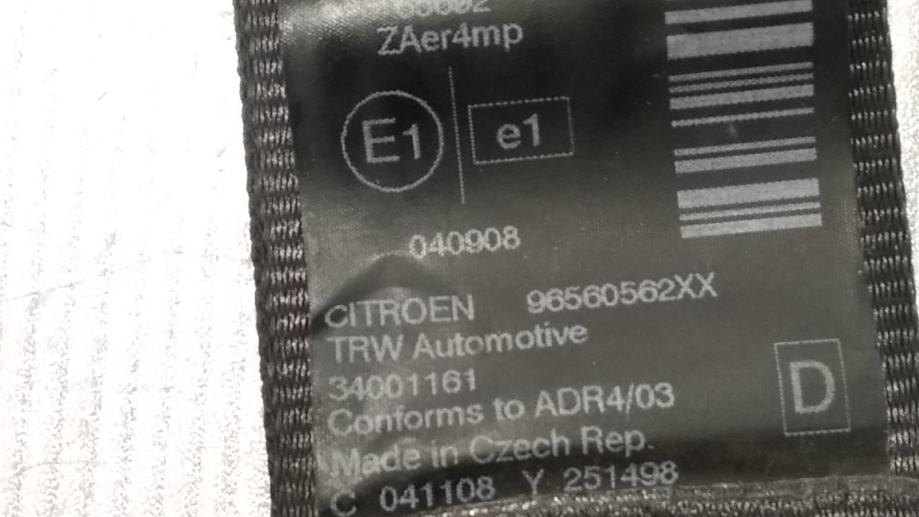 ZAer4mp
E1 e1
040908
CITROEN 96560562XX
TRW Automotive
34001161
Conforms to ADR4/03
D
Made in Czech Rep.
C 041108 Y 251498